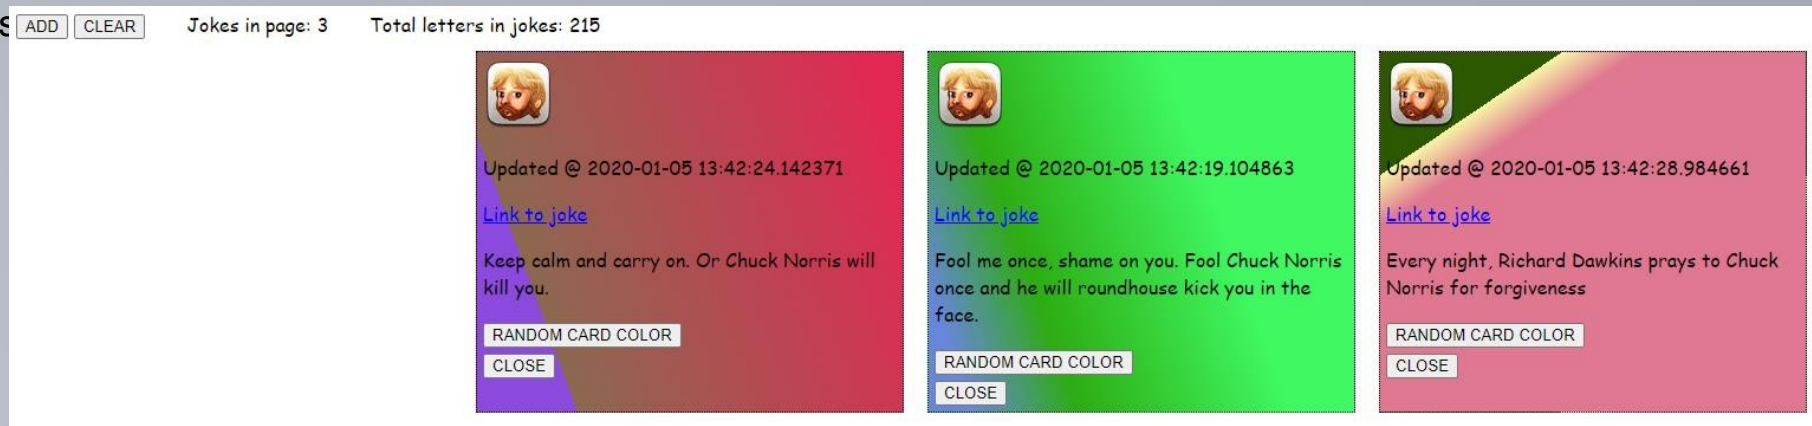 ADD CLEAR Jokes in page: 3 Total letters in jokes: 215
Updated @ 2020-01-05 13:42:24.142371
Link to joke
Keep calm and carry on. Or Chuck Norris will
kill you.
RANDOM CARD COLOR
CLOSE
Updated @ 2020-01-05 13:42:19.104863
Link to joke
Fool me once, shame on you. Fool Chuck Norris
once and he will roundhouse kick you in the
face.
RANDOM CARD COLOR
CLOSE
Updated @ 2020-01-05 13:42:28.984661
Link to joke
Every night, Richard Dawkins prays to Chuck
Norris for forgiveness
RANDOM CARD COLOR
CLOSE